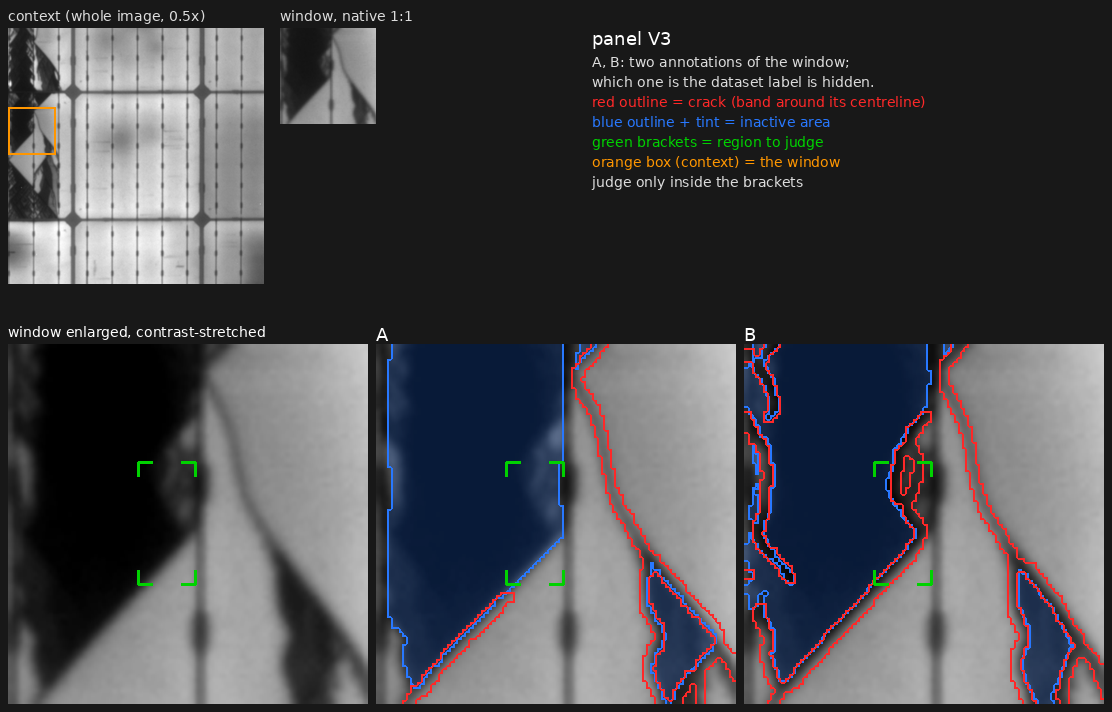 context (whole image, 0.5x)
window, native 1:1
panel V3
A, B: two annotations of the window;
which one is the dataset label is hidden.
red outline = crack (band around its centreline)
blue outline + tint = inactive area
green brackets = region to judge
orange box (context) = the window
judge only inside the brackets
window enlarged, contrast-stretched
A
B